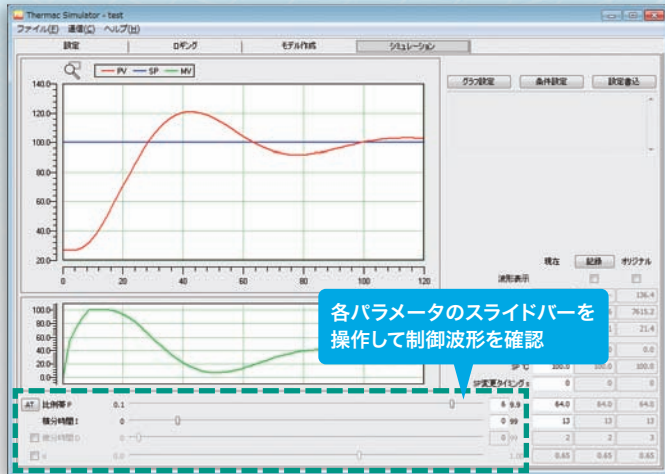 Thermac Simulator - test
ファイル(F) 通信(C) ヘルプ(H)
設定 ロギング モデル作成 シミュレーション
PV SP MV
グラフ設定 条件設定 設定書込
140.0
120.0
100.0
80.0
60.0
40.0
20.0
0 20 40 60 80 100 120
現在 記録 オリジナル
波形表示
136.4
7615.2
21.4
0.0
100.0
80.0
60.0
40.0
20.0
0.0
各パラメータのスライドバーを
操作して制御波形を確認
SP ℃ 100.0 100.0 100.0
SP変更タイミング s 0 0 0
AT 比例帯 P 0.1 6 9.9 64.0 64.0 64.0
積分時間 I 0 0 99 13 13 13
微分時間 D 0 0 99 2 2 3
α 0.0 1.00 0.65 0.65 0.65